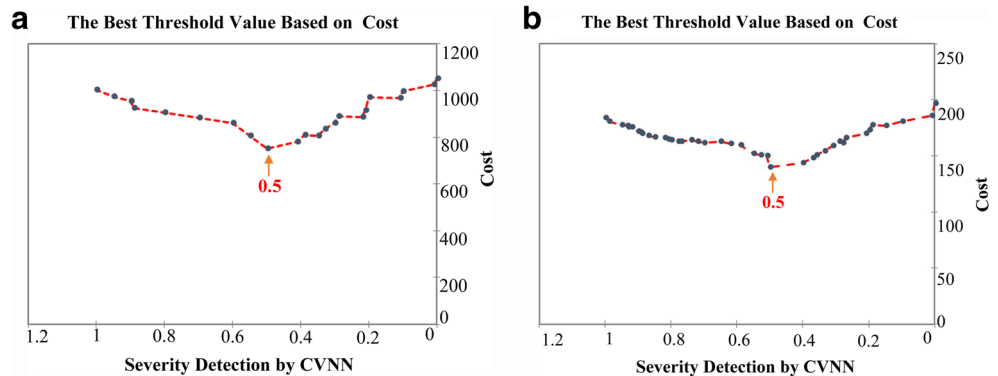 a
The Best Threshold Value Based on Cost
1200
1000
800
600
400
200
0
Cost
0.5
1.2 1 0.8 0.6 0.4 0.2 0
Severity Detection by CVNN
b
The Best Threshold Value Based on Cost
250
200
150
100
50
0
Cost
0.5
1.2 1 0.8 0.6 0.4 0.2 0
Severity Detection by CVNN